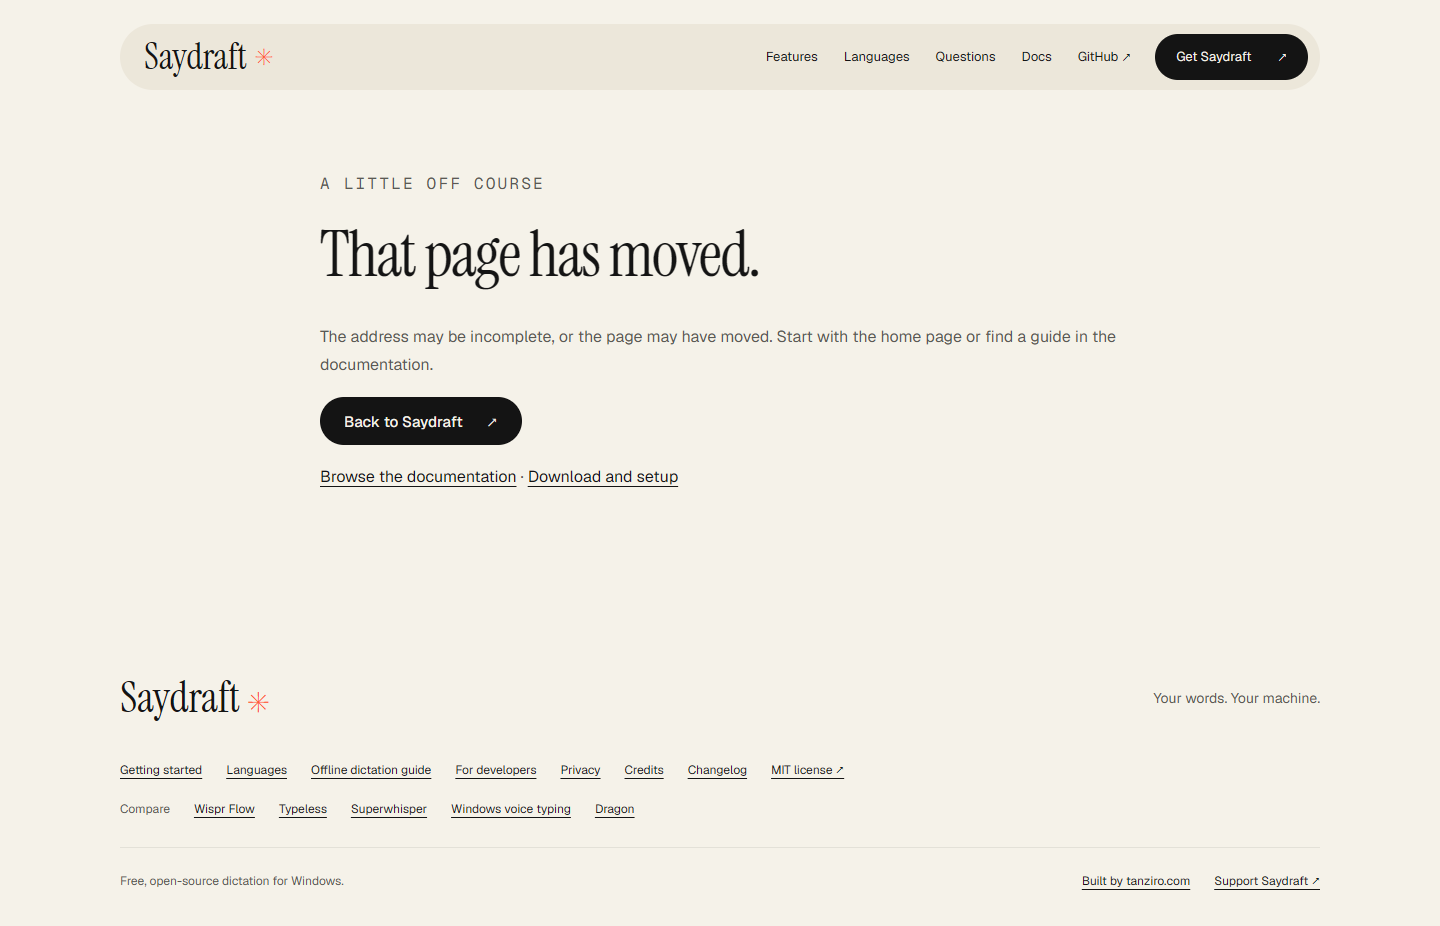 Saydraft
Features Languages Questions Docs GitHub ↗ Get Saydraft ↗
A LITTLE OFF COURSE
That page has moved.
The address may be incomplete, or the page may have moved. Start with the home page or find a guide in the
documentation.
Back to Saydraft ↗
Browse the documentation · Download and setup
Saydraft
Your words. Your machine.
Getting started Languages Offline dictation guide For developers Privacy Credits Changelog MIT license ↗
Compare Wispr Flow Typeless Superwhisper Windows voice typing Dragon
Free, open-source dictation for Windows.
Built by tanziro.com Support Saydraft ↗